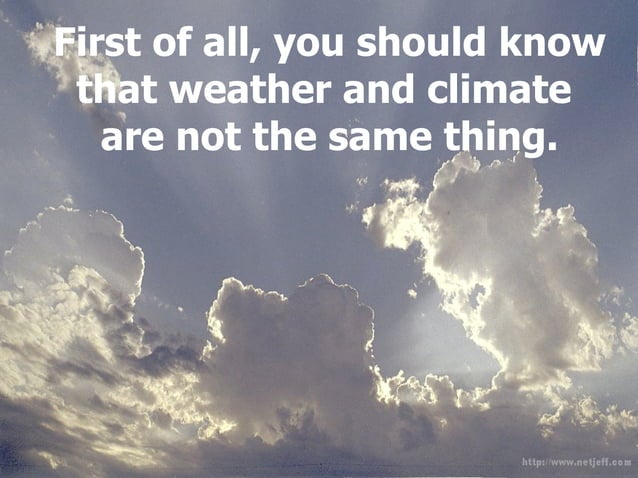 First of all, you should know
that weather and climate
are not the same thing.
http://www.netjeff.com